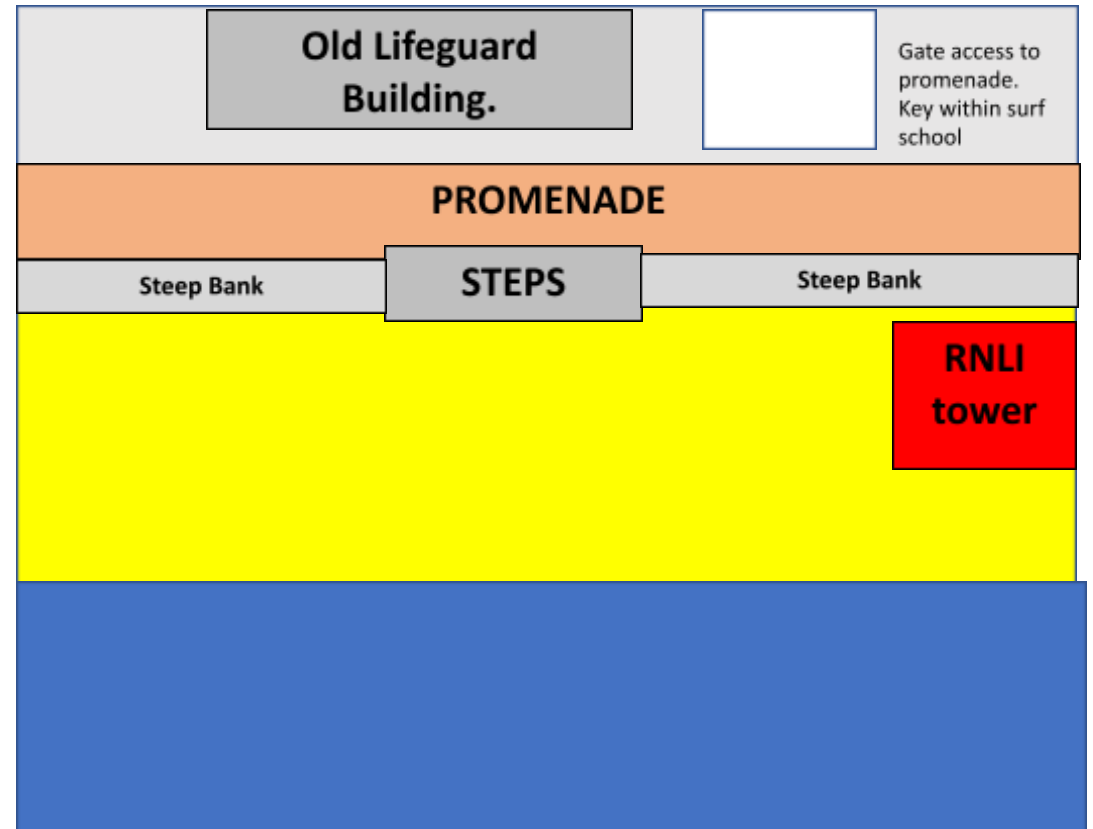 Old Lifeguard
Building.
Gate access to
promenade.
Key within surf
school
PROMENADE
Steep Bank
STEPS
Steep Bank
RNLI
tower